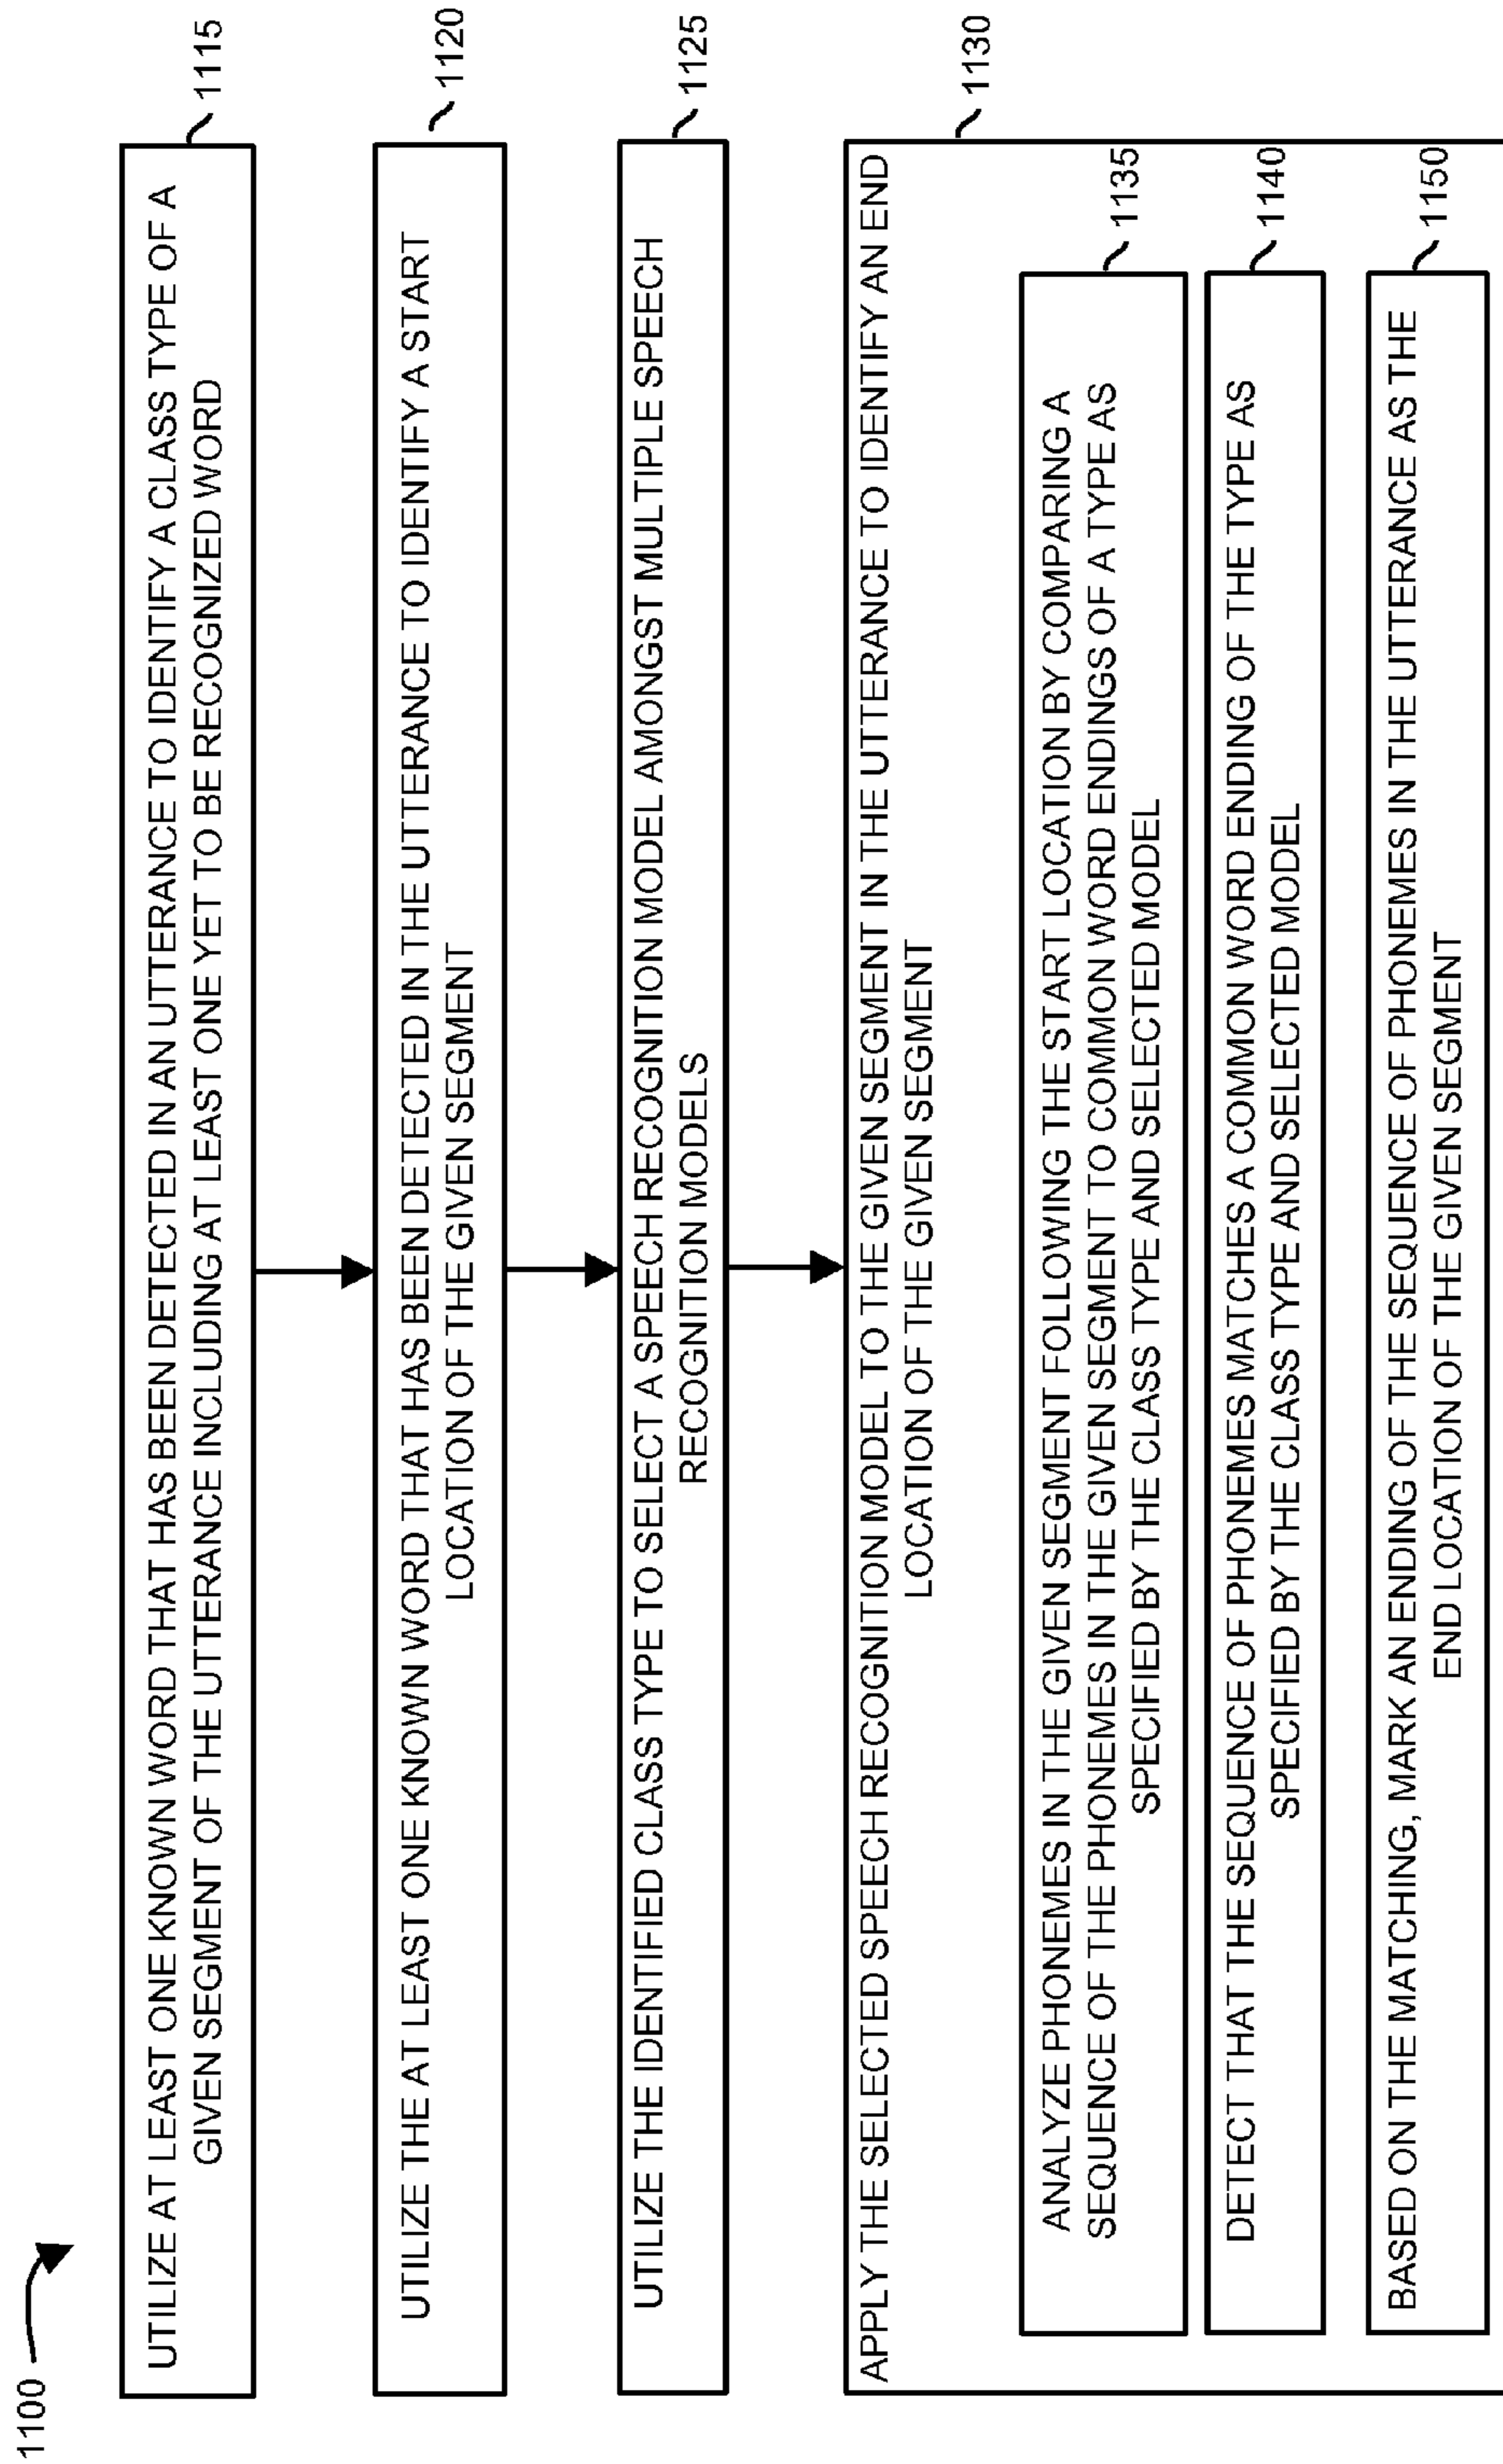 1100
UTILIZE AT LEAST ONE KNOWN WORD THAT HAS BEEN DETECTED IN AN UTTERANCE TO IDENTIFY A CLASS TYPE OF A
GIVEN SEGMENT OF THE UTTERANCE INCLUDING AT LEAST ONE YET TO BE RECOGNIZED WORD
1115
UTILIZE THE AT LEAST ONE KNOWN WORD THAT HAS BEEN DETECTED IN THE UTTERANCE TO IDENTIFY A START
LOCATION OF THE GIVEN SEGMENT
1120
UTILIZE THE IDENTIFIED CLASS TYPE TO SELECT A SPEECH RECOGNITION MODEL AMONGST MULTIPLE SPEECH
RECOGNITION MODELS
1125
APPLY THE SELECTED SPEECH RECOGNITION MODEL TO THE GIVEN SEGMENT IN THE UTTERANCE TO IDENTIFY AN END
LOCATION OF THE GIVEN SEGMENT
1130
ANALYZE PHONEMES IN THE GIVEN SEGMENT FOLLOWING THE START LOCATION BY COMPARING A
SEQUENCE OF THE PHONEMES IN THE GIVEN SEGMENT TO COMMON WORD ENDINGS OF A TYPE AS
SPECIFIED BY THE CLASS TYPE AND SELECTED MODEL
1135
DETECT THAT THE SEQUENCE OF PHONEMES MATCHES A COMMON WORD ENDING OF THE TYPE AS
SPECIFIED BY THE CLASS TYPE AND SELECTED MODEL
1140
BASED ON THE MATCHING, MARK AN ENDING OF THE SEQUENCE OF PHONEMES IN THE UTTERANCE AS THE
END LOCATION OF THE GIVEN SEGMENT
1150